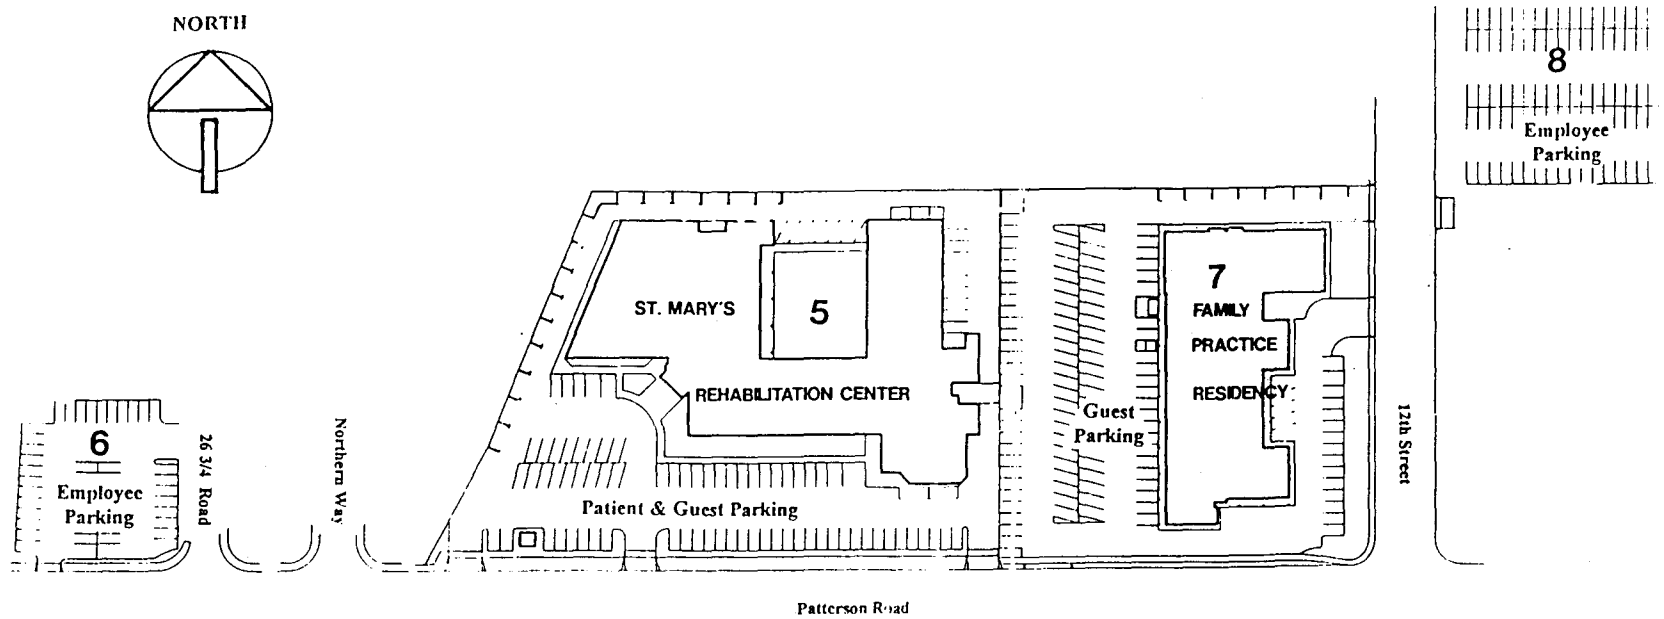 NORTH
8
Employee
Parking
ST. MARY'S
5
REHABILITATION CENTER
7
FAMILY
PRACTICE
RESIDENCY
Guest
Parking
12th Street
6
Employee
Parking
26 3/4 Road
Northern Way
Patient & Guest Parking
Patterson Road